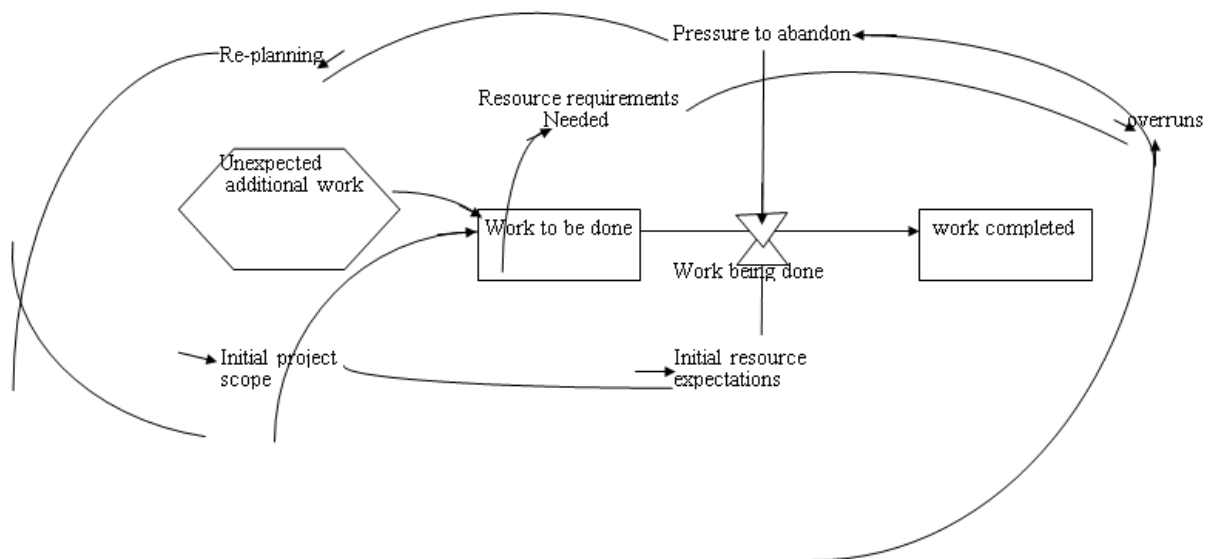 Pressure to abandon
Re-planning
Resource requirements
Needed
overruns
Unexpected
additional work
Work to be done
work completed
Work being done
Initial project
scope
Initial resource
expectations